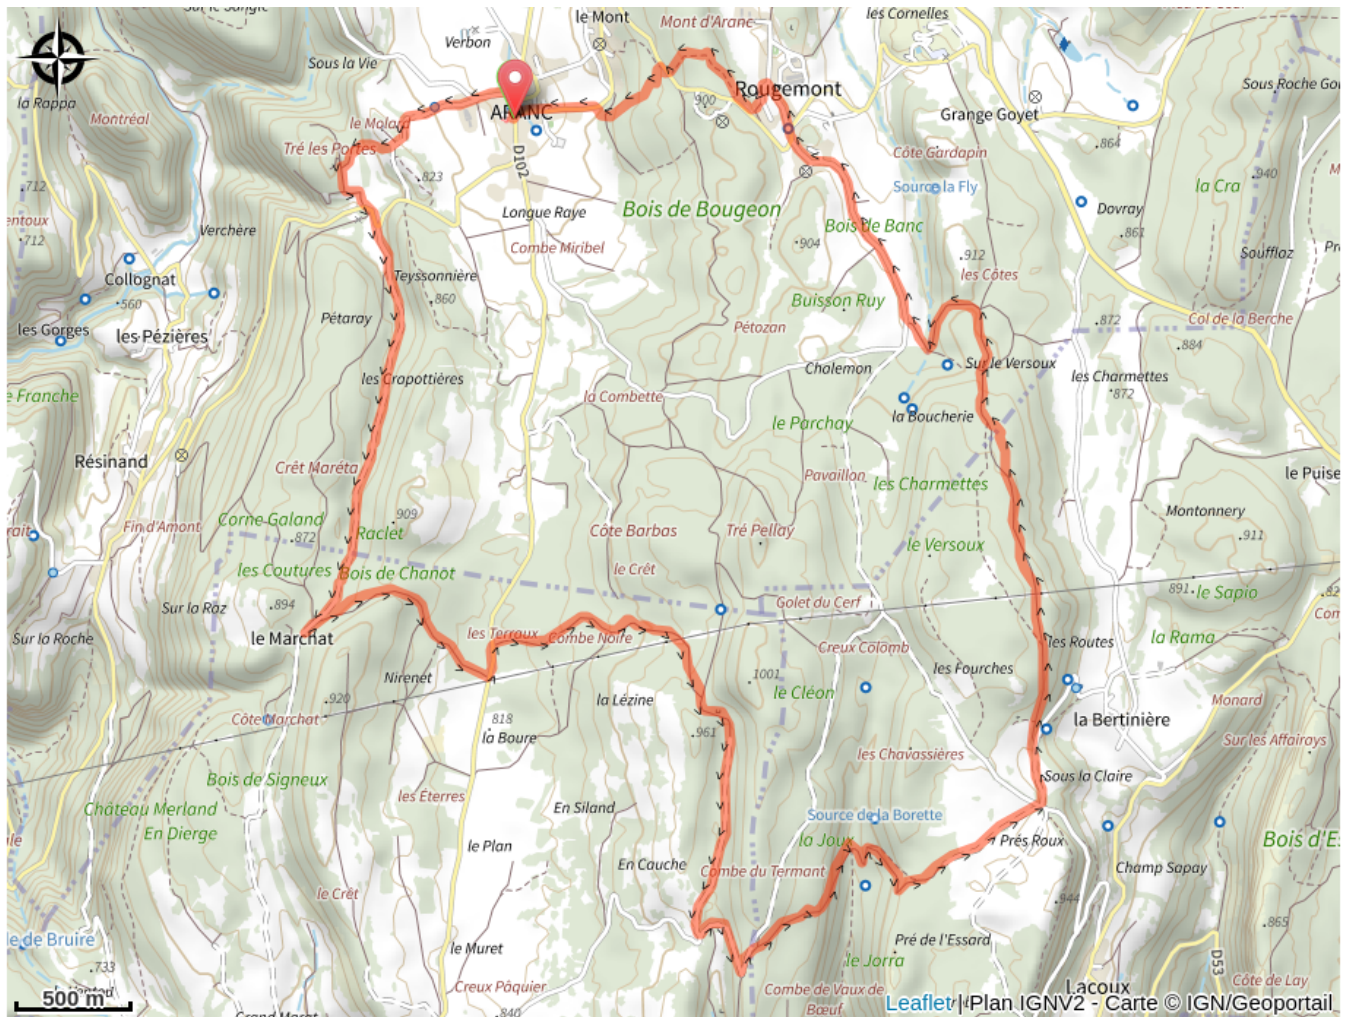 le Mont
Mont d'Aranc
les Cornelles
Verbon
Sous la Vie
Sous Roche
la Rappa
Rougemont
900
ARANC
Grange Goyet
Montréal
le Molard
864
Tré les Portes
Côte Gardapin
940
823
D102
712
Source la Fly
la Cra
Longue Raye
Bois de Bougeon
Dovray
861
Verchère
Bois de Banc
712
Combe Miribel
904
912
Souffloz
les Côtes
Collognat
Teyssonnière
560
860
Buisson Ruy
les Gorges
Pétaray
Pétozan
872
Col de la Berche
les Pézières
884
Chalemon
Sur le Versoux
les Cropottières
les Charmettes
872
Franche
la Combette
la Boucherie
le Parchay
Résinand
Crêt Maréta
Pavaillon
les Charmettes
le Puise
Montonnery
909
Corne Galand
Fin d'Amont
Côte Barbas
Tré Pellay
872
Raclet
911
le Versoux
les Coutures
Bois de Chanot
le Crêt
891
le Sapio
894
Sur la Raz
Golet du Cerf
Sur la Roche
le Marchat
les Terroux
Combe Noire
les Routes
la Rama
Creux Colomb
les Fourches
Nirenet
1001
920
la Lézine
le Cléon
Monard
Côte Marchat
818
la Boure
961
la Bertinière
Sur les Affairays
les Chavassières
Bois de Signeux
Sous la Claire
les Éterres
Château Merland
En Siland
Source de la Borette
En Dierge
la Joux
Prés Roux
le Plan
Bois d'E
En Cauche
Combe du Termant
Champ Sapay
le Crêt
944
865
de Bruire
le Muret
Pré de l'Essard
le Jorra
733
D53
Creux Pâquier
Combe de Vaux de
Bœuf
Lacoux
Côte de Lay
500 m
840
Leaflet | Plan IGNV2 - Carte © IGN/Geoportail